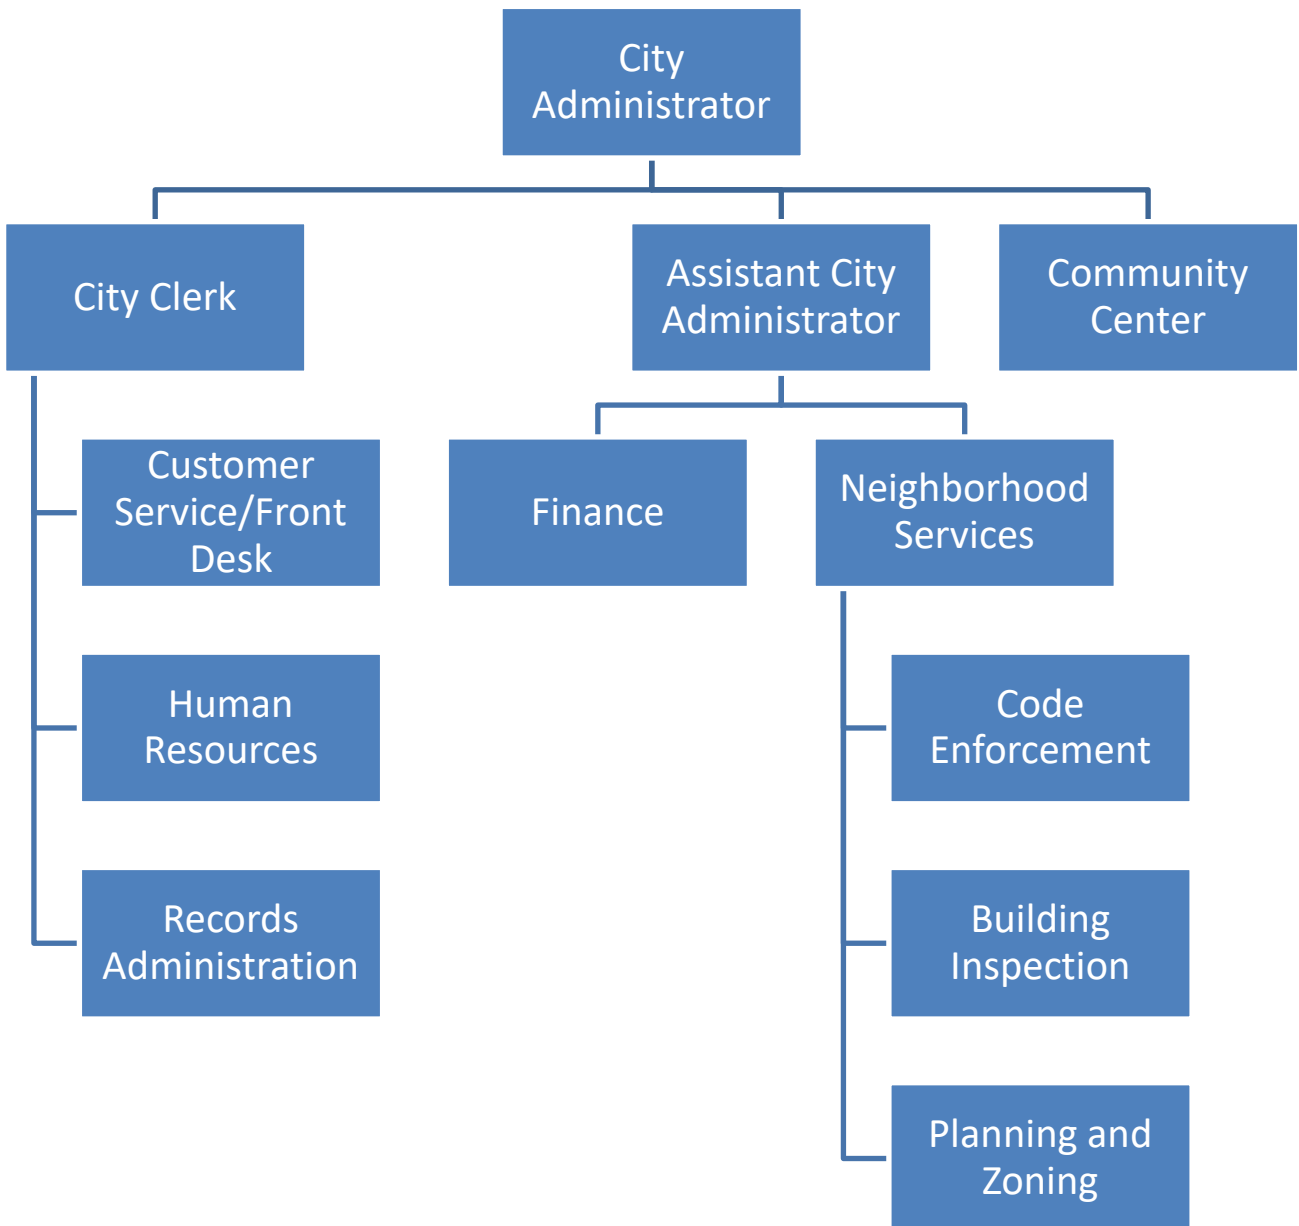 City
Administrator
City Clerk
Assistant City
Administrator
Community
Center
Customer
Service/Front
Desk
Finance
Neighborhood
Services
Human
Resources
Code
Enforcement
Records
Administration
Building
Inspection
Planning and
Zoning